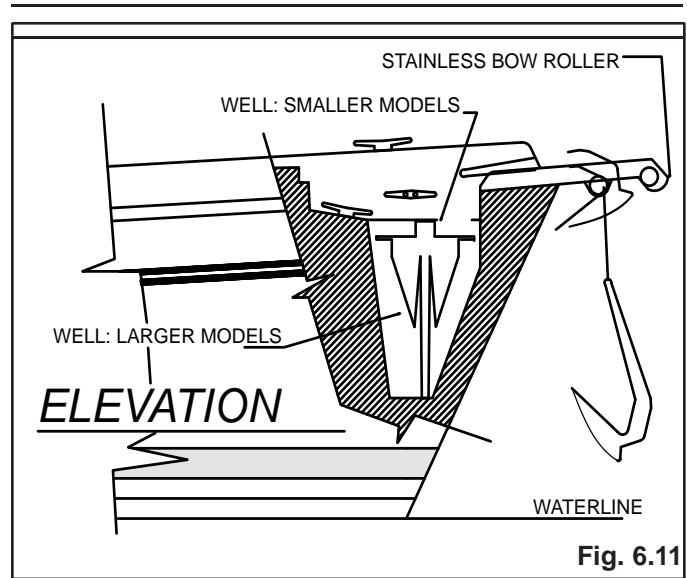 STAINLESS BOW ROLLER
WELL: SMALLER MODELS
WELL: LARGER MODELS
ELEVATION
WATERLINE
Fig. 6.11